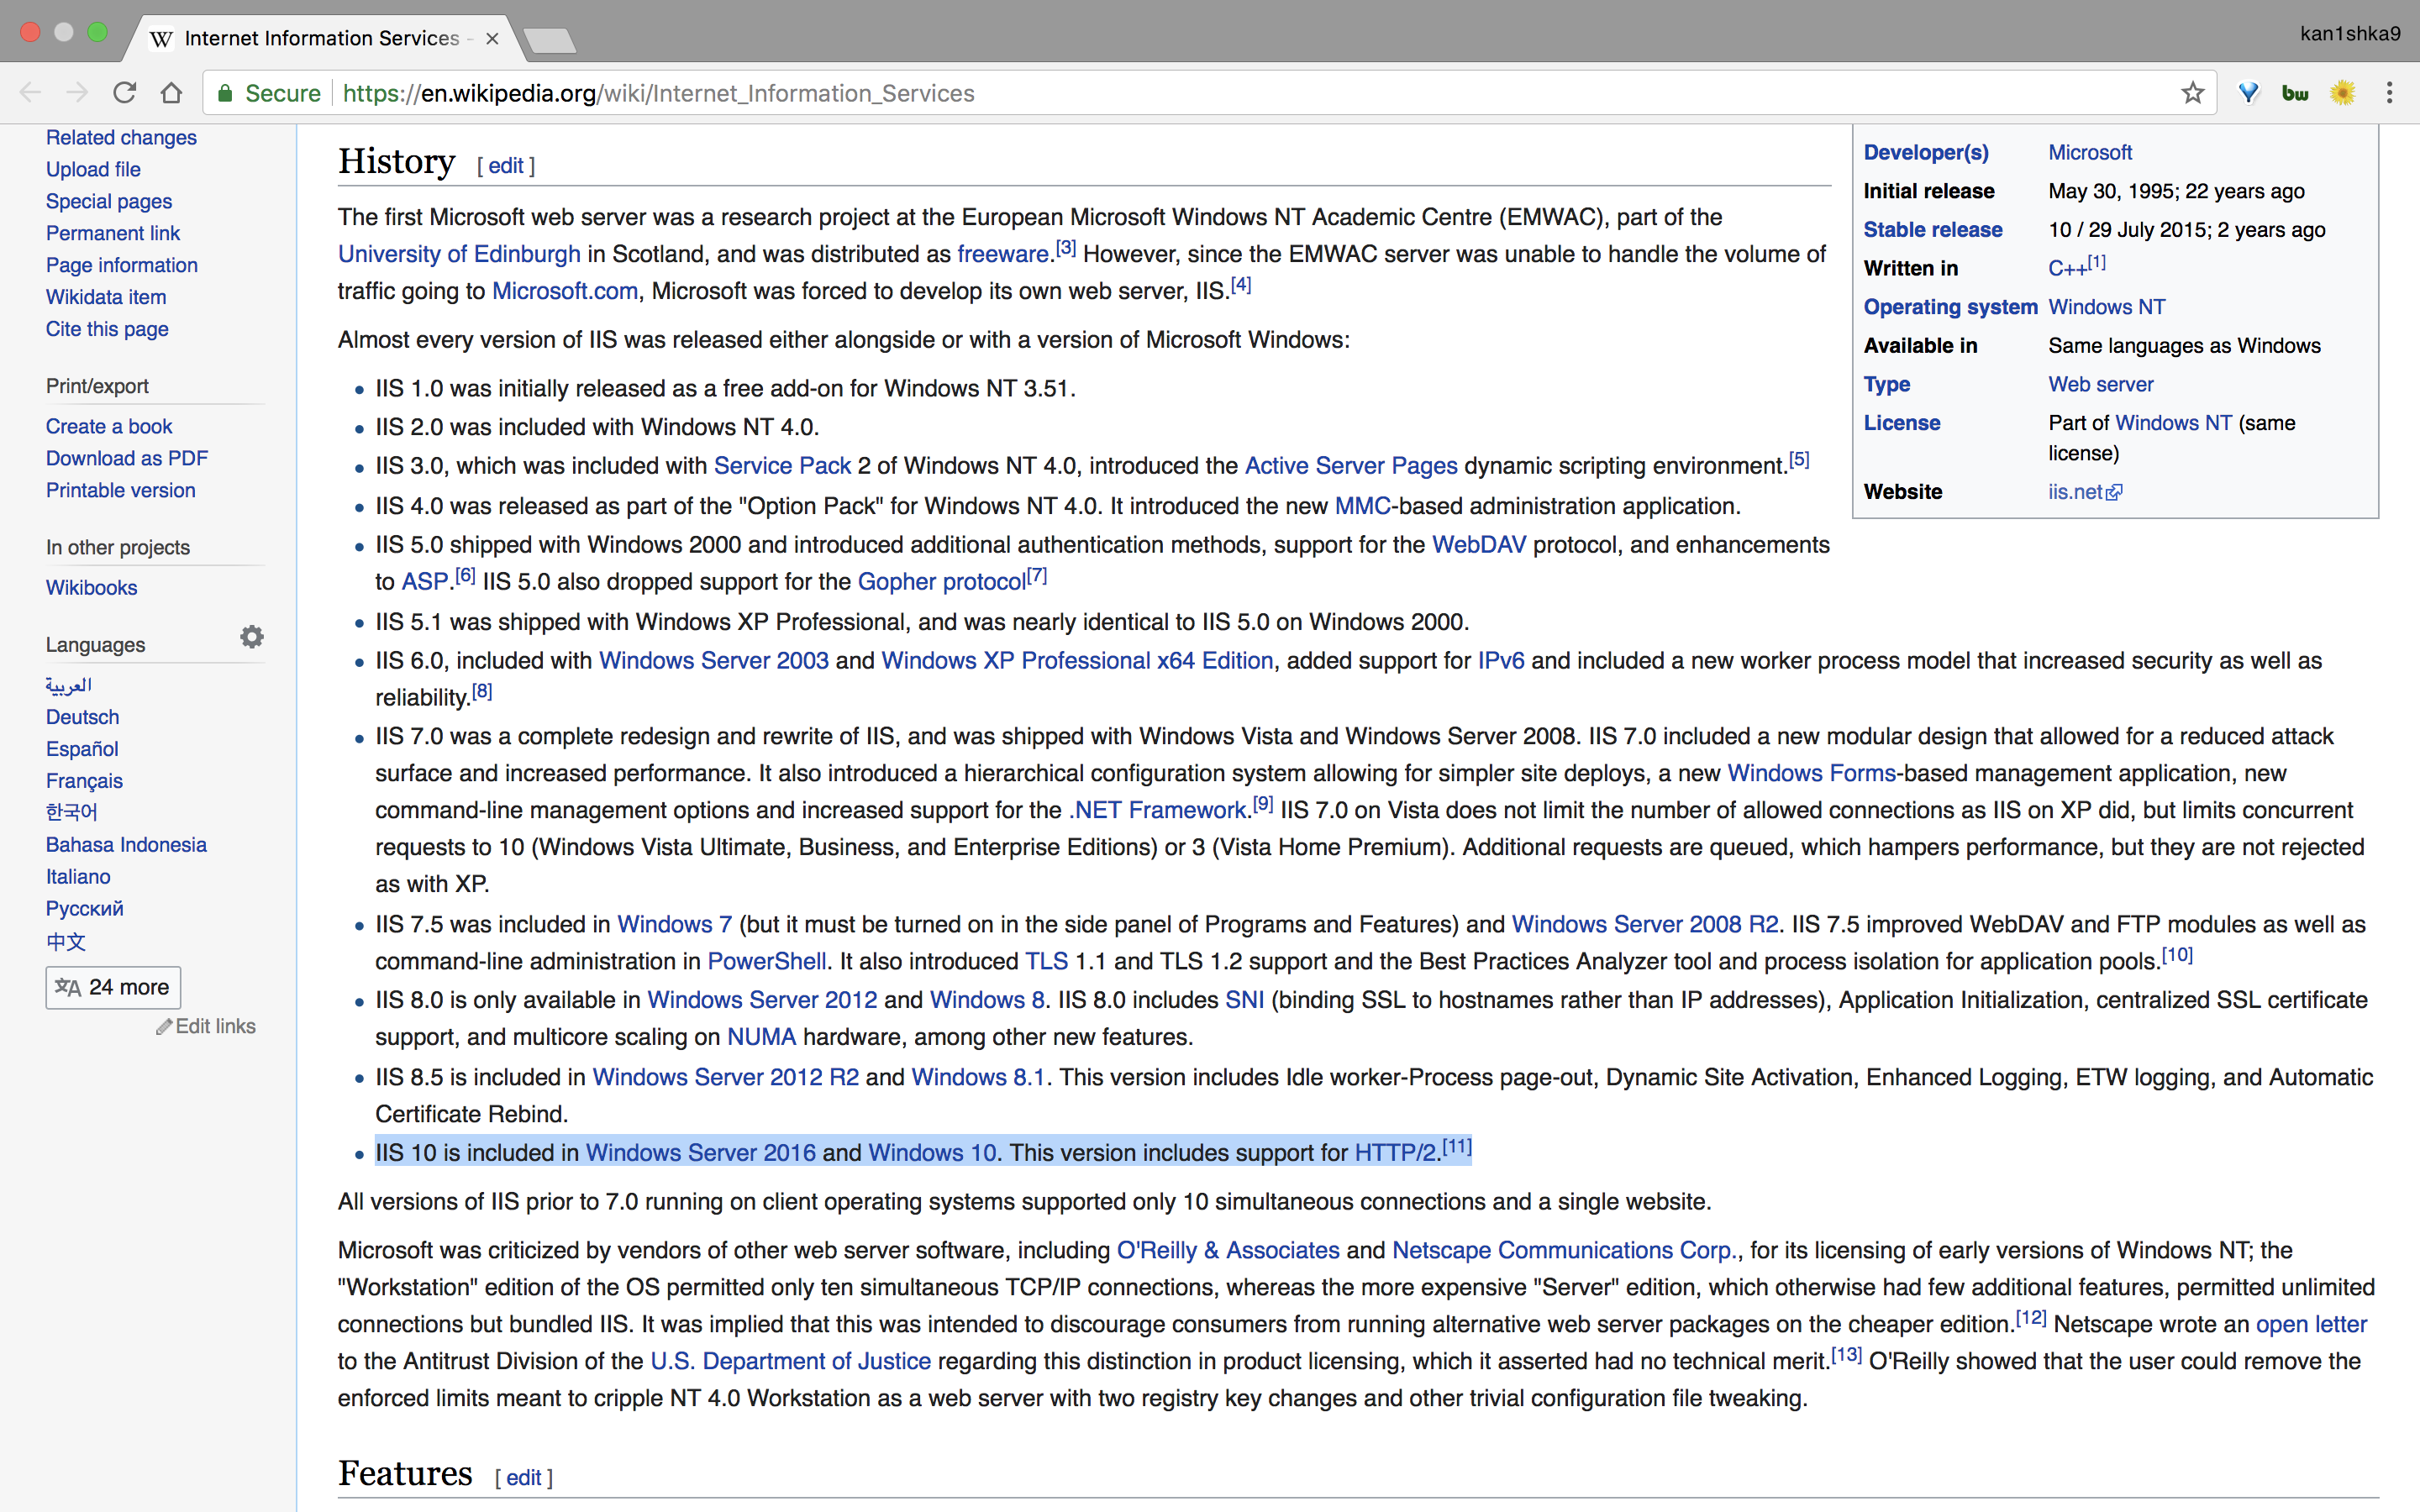 Internet Information Services -
kan1shka9
Secure
https://en.wikipedia.org/wiki/Internet_Information_Services
bw
Related changes
Upload file
Special pages
Permanent link
Page information
Wikidata item
Cite this page
Print/export
Create a book
Download as PDF
Printable version
In other projects
Wikibooks
Languages
العربية
Deutsch
Español
Français
한국어
Bahasa Indonesia
Italiano
Русский
中文
24 more
Edit links
History [ edit ]
The first Microsoft web server was a research project at the European Microsoft Windows NT Academic Centre (EMWAC), part of the
University of Edinburgh in Scotland, and was distributed as freeware.[3] However, since the EMWAC server was unable to handle the volume of
traffic going to Microsoft.com, Microsoft was forced to develop its own web server, IIS.[4]
Almost every version of IIS was released either alongside or with a version of Microsoft Windows:
• IIS 1.0 was initially released as a free add-on for Windows NT 3.51.
• IIS 2.0 was included with Windows NT 4.0.
• IIS 3.0, which was included with Service Pack 2 of Windows NT 4.0, introduced the Active Server Pages dynamic scripting environment.[5]
• IIS 4.0 was released as part of the "Option Pack" for Windows NT 4.0. It introduced the new MMC-based administration application.
• IIS 5.0 shipped with Windows 2000 and introduced additional authentication methods, support for the WebDAV protocol, and enhancements
to ASP.[6] IIS 5.0 also dropped support for the Gopher protocol[7]
• IIS 5.1 was shipped with Windows XP Professional, and was nearly identical to IIS 5.0 on Windows 2000.
• IIS 6.0, included with Windows Server 2003 and Windows XP Professional x64 Edition, added support for IPv6 and included a new worker process model that increased security as well as
reliability.[8]
• IIS 7.0 was a complete redesign and rewrite of IIS, and was shipped with Windows Vista and Windows Server 2008. IIS 7.0 included a new modular design that allowed for a reduced attack
surface and increased performance. It also introduced a hierarchical configuration system allowing for simpler site deploys, a new Windows Forms-based management application, new
command-line management options and increased support for the .NET Framework.[9] IIS 7.0 on Vista does not limit the number of allowed connections as IIS on XP did, but limits concurrent
requests to 10 (Windows Vista Ultimate, Business, and Enterprise Editions) or 3 (Vista Home Premium). Additional requests are queued, which hampers performance, but they are not rejected
as with XP.
• IIS 7.5 was included in Windows 7 (but it must be turned on in the side panel of Programs and Features) and Windows Server 2008 R2. IIS 7.5 improved WebDAV and FTP modules as well as
command-line administration in PowerShell. It also introduced TLS 1.1 and TLS 1.2 support and the Best Practices Analyzer tool and process isolation for application pools.[10]
• IIS 8.0 is only available in Windows Server 2012 and Windows 8. IIS 8.0 includes SNI (binding SSL to hostnames rather than IP addresses), Application Initialization, centralized SSL certificate
support, and multicore scaling on NUMA hardware, among other new features.
• IIS 8.5 is included in Windows Server 2012 R2 and Windows 8.1. This version includes Idle worker-Process page-out, Dynamic Site Activation, Enhanced Logging, ETW logging, and Automatic
Certificate Rebind.
• IIS 10 is included in Windows Server 2016 and Windows 10. This version includes support for HTTP/2.[11]
All versions of IIS prior to 7.0 running on client operating systems supported only 10 simultaneous connections and a single website.
Microsoft was criticized by vendors of other web server software, including O'Reilly & Associates and Netscape Communications Corp., for its licensing of early versions of Windows NT; the
"Workstation" edition of the OS permitted only ten simultaneous TCP/IP connections, whereas the more expensive "Server" edition, which otherwise had few additional features, permitted unlimited
connections but bundled IIS. It was implied that this was intended to discourage consumers from running alternative web server packages on the cheaper edition.[12] Netscape wrote an open letter
to the Antitrust Division of the U.S. Department of Justice regarding this distinction in product licensing, which it asserted had no technical merit.[13] O'Reilly showed that the user could remove the
enforced limits meant to cripple NT 4.0 Workstation as a web server with two registry key changes and other trivial configuration file tweaking.
Features [ edit ]
Developer(s) Microsoft
Initial release May 30, 1995; 22 years ago
Stable release 10 / 29 July 2015; 2 years ago
Written in C++[1]
Operating system Windows NT
Available in Same languages as Windows
Type Web server
License Part of Windows NT (same
license)
Website iis.net